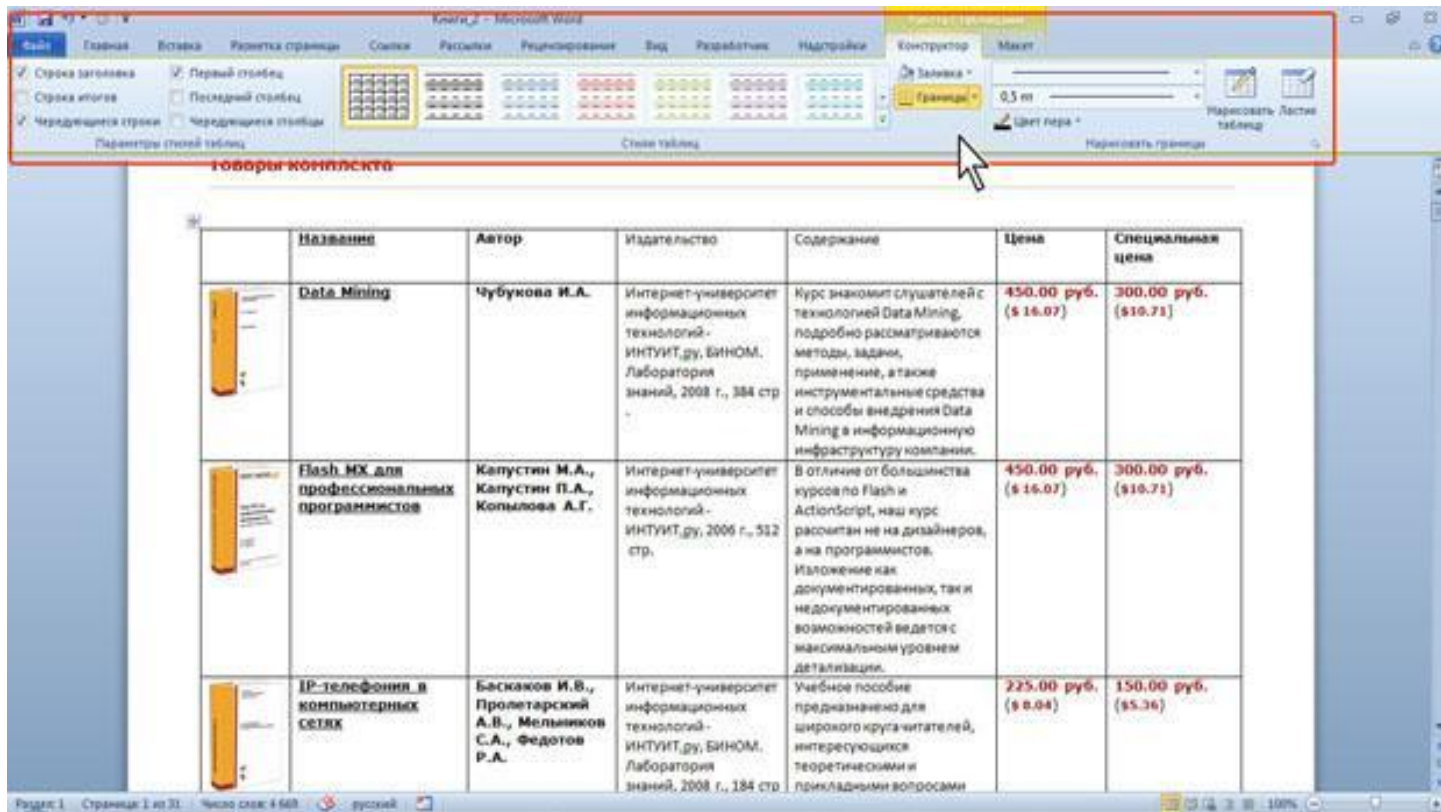 Книги_2 - Microsoft Word
Файл Главная Вставка Разметка страницы Ссылки Рассылки Рецензирование Вид Разработчик Надстройки Конструктор Макет
Строка заголовка Первый столбец
Строка итогов Последний столбец
Чередующиеся строки Чередующиеся столбцы
Параметры стилей таблиц
Стили таблиц
Заливка
Границы
0,5 пт
Цвет пера
Нарисовать таблицу
Ластик
Нарисовать границы
Товары комплекта
Название Автор Издательство Содержание Цена Специальная
цена
Data Mining
Чубукова И.А.
Интернет-университет
информационных
технологий -
ИНТУИТ.ру, БИНОМ.
Лаборатория
знаний, 2008 г., 384 стр
.
Курс знакомит слушателей с
технологией Data Mining,
подробно рассматриваются
методы, задачи,
применение, а также
инструментальные средства
и способы внедрения Data
Mining в информационную
инфраструктуру компании.
450.00 руб.
($ 16.07)
300.00 руб.
($10.71)
Flash MX для
профессиональных
программистов
Капустин М.А.,
Капустин П.А.,
Копылова А.Г.
Интернет-университет
информационных
технологий -
ИНТУИТ.ру, 2006 г., 512
стр.
В отличие от большинства
курсов по Flash и
ActionScript, наш курс
рассчитан не на дизайнеров,
а на программистов.
Изложение как
документированных, так и
недокументированных
возможностей ведется с
максимальным уровнем
детализации.
450.00 руб.
($ 16.07)
300.00 руб.
($10.71)
IP-телефония в
компьютерных
сетях
Баскаков И.В.,
Пролетарский
А.В., Мельников
С.А., Федотов
Р.А.
Интернет-университет
информационных
технологий -
ИНТУИТ.ру, БИНОМ.
Лаборатория
знаний, 2008 г., 184 стр
Учебное пособие
предназначено для
широкого круга читателей,
интересующихся
теоретическими и
прикладными вопросами
225.00 руб.
($ 8.04)
150.00 руб.
($5.36)
Раздел: 1 Страница: 1 из 31 Число слов: 4 669 русский 100%